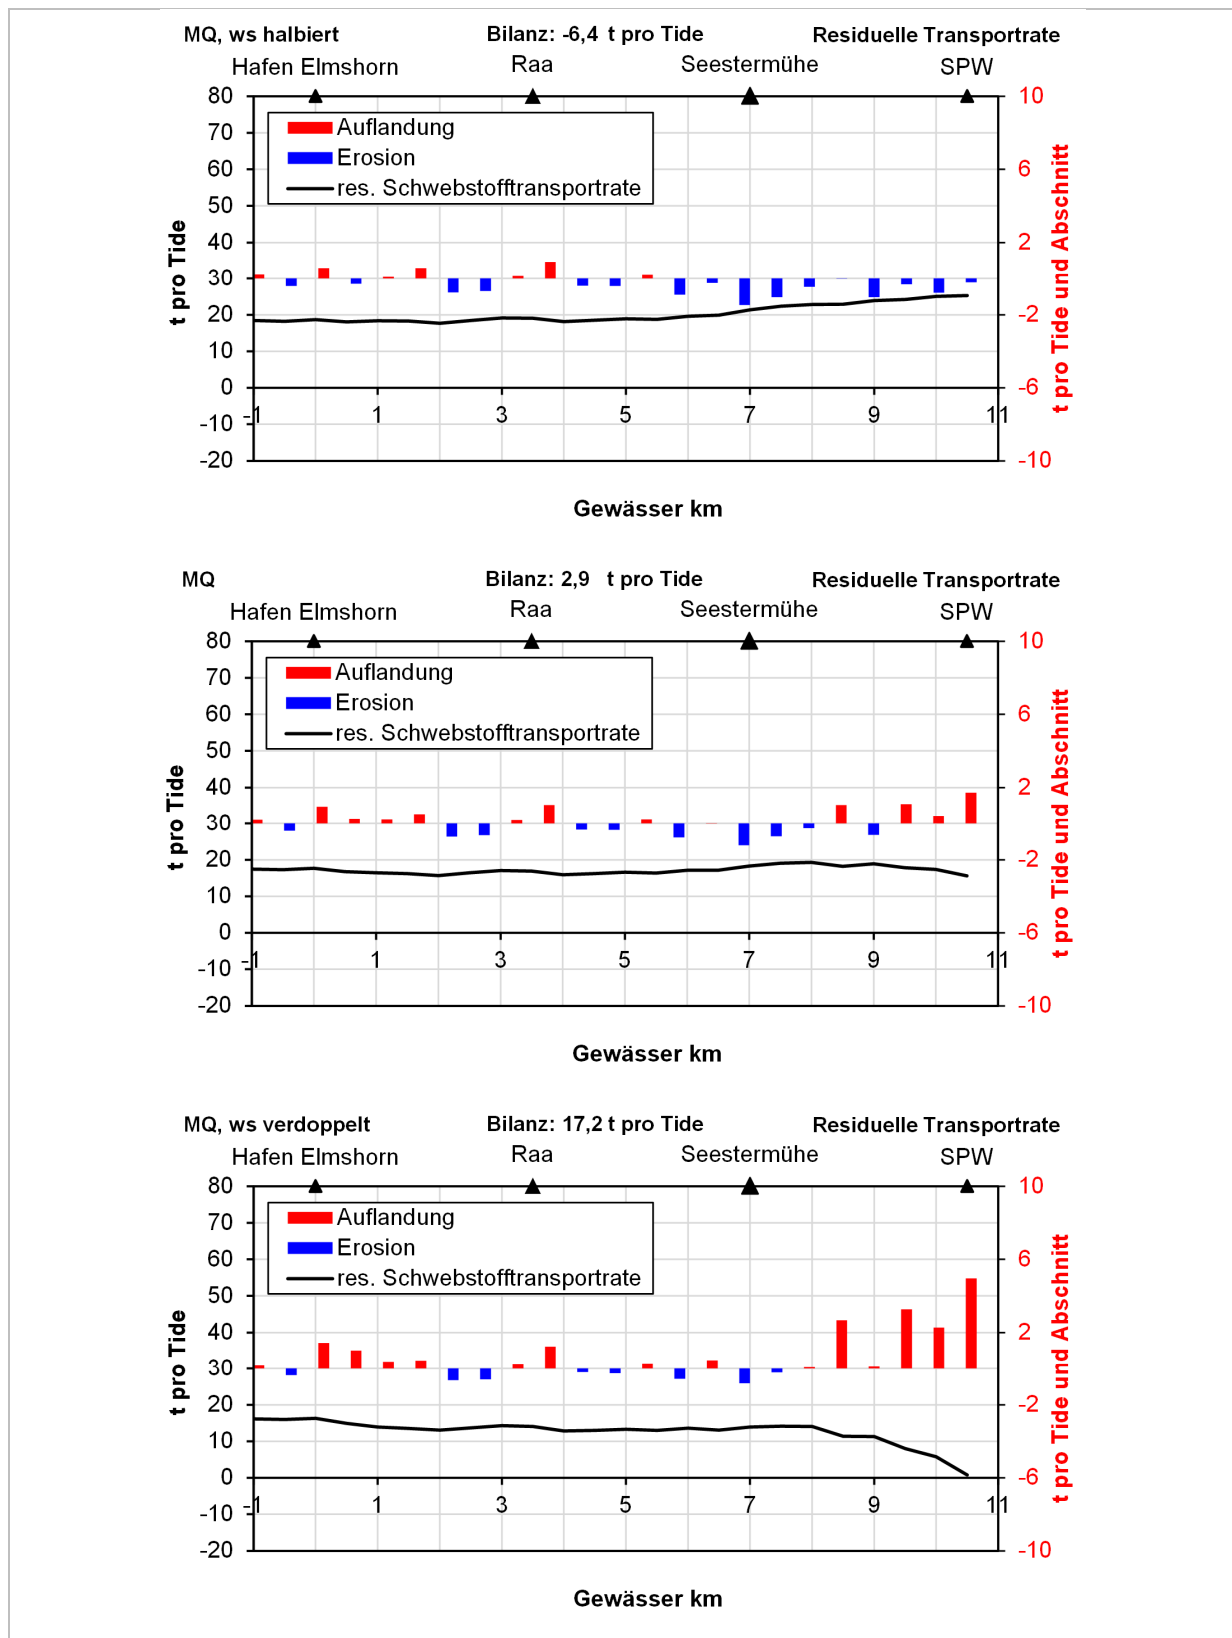 MQ, ws halbiert Bilanz: -6,4 t pro Tide Residuelle Transportrate
Hafen Elmshorn Raa Seestermühe SPW
80 10
70
60 6
50
40 2
30
20 -2
10
0 -6
-10
-20 -10
Auflandung
Erosion
res. Schwebstofftransportrate
t pro Tide
t pro Tide und Abschnitt
-1 1 3 5 7 9 11
Gewässer km
MQ Bilanz: 2,9 t pro Tide Residuelle Transportrate
Hafen Elmshorn Raa Seestermühe SPW
80 10
70
60 6
50
40 2
30
20 -2
10
0 -6
-10
-20 -10
Auflandung
Erosion
res. Schwebstofftransportrate
t pro Tide
t pro Tide und Abschnitt
-1 1 3 5 7 9 11
Gewässer km
MQ, ws verdoppelt Bilanz: 17,2 t pro Tide Residuelle Transportrate
Hafen Elmshorn Raa Seestermühe SPW
80 10
70
60 6
50
40 2
30
20 -2
10
0 -6
-10
-20 -10
Auflandung
Erosion
res. Schwebstofftransportrate
t pro Tide
t pro Tide und Abschnitt
-1 1 3 5 7 9 11
Gewässer km